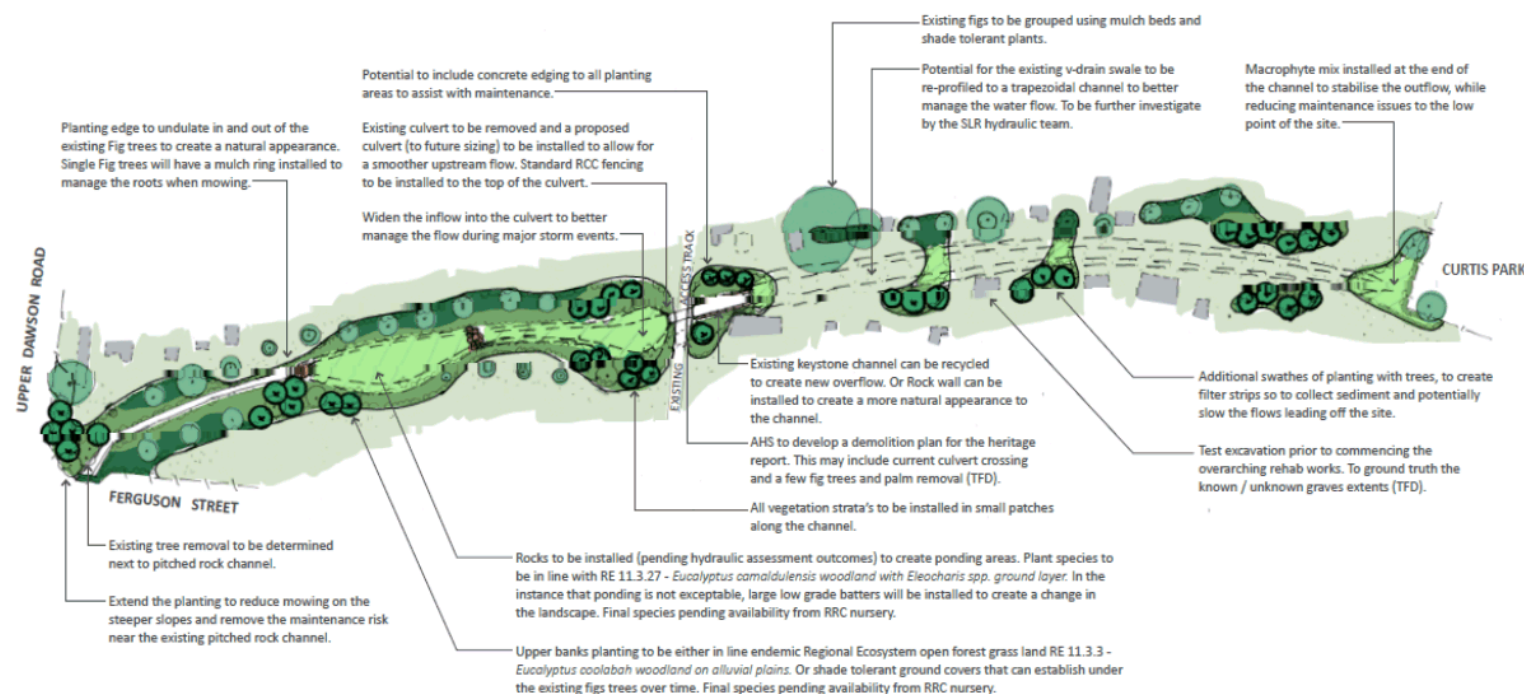 Existing figs to be grouped using mulch beds and
shade tolerant plants.
Potential to include concrete edging to all planting
areas to assist with maintenance.
Potential for the existing v-drain swale to be
re-profiled to a trapezoidal channel to better
manage the water flow. To be further investigate
by the SLR hydraulic team.
Macrophyte mix installed at the end of
the channel to stabilise the outflow, while
reducing maintenance issues to the low
point of the site.
Planting edge to undulate in and out of the
existing Fig trees to create a natural appearance.
Single Fig trees will have a mulch ring installed to
manage the roots when mowing.
Existing culvert to be removed and a proposed
culvert (to future sizing) to be installed to allow for
a smoother upstream flow. Standard RCC fencing
to be installed to the top of the culvert.
Widen the inflow into the culvert to better
manage the flow during major storm events.
UPPER DAWSON ROAD
EXISTING ACCESS TRACK
CURTIS PARK
FERGUSON STREET
Existing keystone channel can be recycled
to create new overflow. Or Rock wall can be
installed to create a more natural appearance to
the channel.
AHS to develop a demolition plan for the heritage
report. This may include current culvert crossing
and a few fig trees and palm removal (TFD).
All vegetation strata's to be installed in small patches
along the channel.
Additional swathes of planting with trees, to create
filter strips so to collect sediment and potentially
slow the flows leading off the site.
Test excavation prior to commencing the
overarching rehab works. To ground truth the
known / unknown graves extents (TFD).
Existing tree removal to be determined
next to pitched rock channel.
Extend the planting to reduce mowing on the
steeper slopes and remove the maintenance risk
near the existing pitched rock channel.
Rocks to be installed (pending hydraulic assessment outcomes) to create ponding areas. Plant species to
be in line with RE 11.3.27 - Eucalyptus camaldulensis woodland with Eleocharis spp. ground layer. In the
instance that ponding is not exceptable, large low grade batters will be installed to create a change in
the landscape. Final species pending availability from RRC nursery.
Upper banks planting to be either in line endemic Regional Ecosystem open forest grass land RE 11.3.3 -
Eucalyptus coolabah woodland on alluvial plains. Or shade tolerant ground covers that can establish under
the existing figs trees over time. Final species pending availability from RRC nursery.